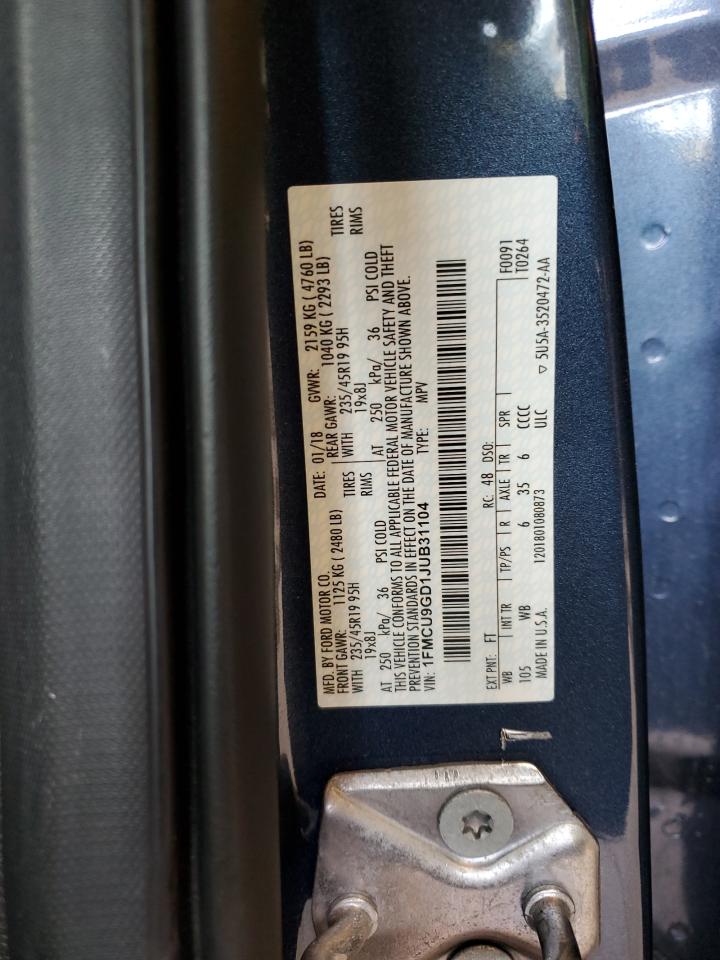 MFD. BY FORD MOTOR CO. DATE: 01/18 GVWR: 2159 KG ( 4760 LB)
FRONT GAWR: 1125 KG ( 2480 LB) REAR GAWR: 1040 KG ( 2293 LB)
WITH 235/45R19 95H TIRES WITH 235/45R19 95H TIRES
19x8J RIMS 19x8J RIMS
AT 250 kPa/ 36 PSI COLD AT 250 kPa/ 36 PSI COLD
THIS VEHICLE CONFORMS TO ALL APPLICABLE FEDERAL MOTOR VEHICLE SAFETY AND THEFT
PREVENTION STANDARDS IN EFFECT ON THE DATE OF MANUFACTURE SHOWN ABOVE.
VIN: 1FMCU9GD1JUB31104 TYPE: MPV
EXT PNT: FT RC: 48 DSO: F0091
WB INT TR TP/PS R AXLE TR SPR T0264
105 WB 6 35 6 CCCC
MADE IN U.S.A. 1201801080873 ULC ▽ 5U5A-3520472-AA